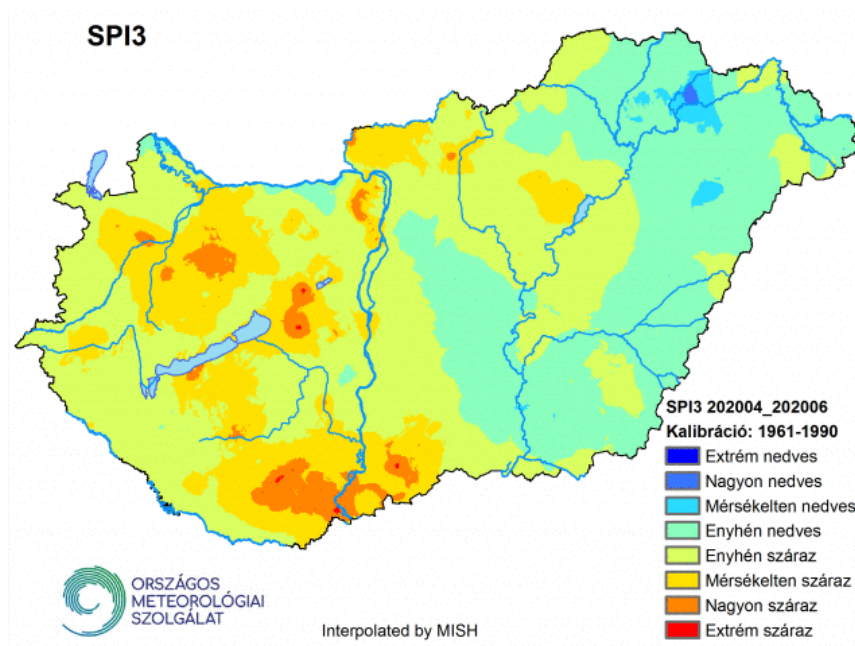 SPI3
SPI3 202004_202006
Kalibráció: 1961-1990
Extrém nedves
Nagyon nedves
Mérsékelten nedves
Enyhén nedves
Enyhén száraz
Mérsékelten száraz
Nagyon száraz
Extrém száraz
ORSZÁGOS
METEOROLÓGIAI
SZOLGÁLAT
Interpolated by MISH